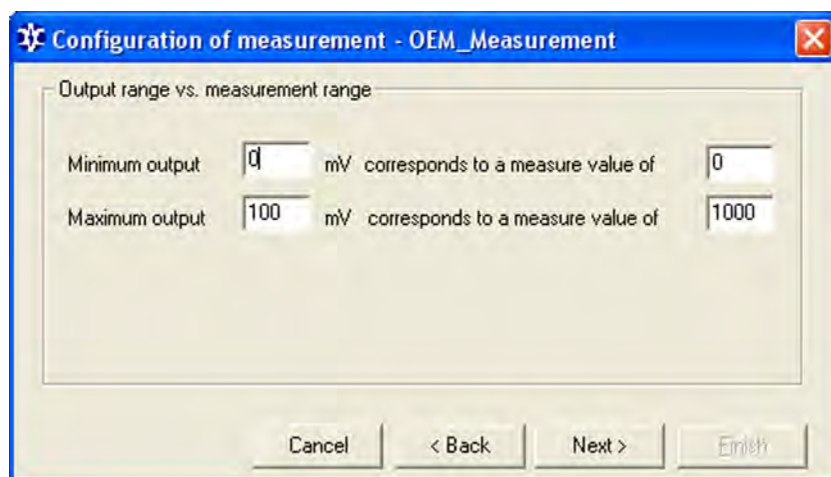 Configuration of measurement - OEM_Measurement
Output range vs. measurement range
Minimum output 0 mV corresponds to a measure value of 0
Maximum output 100 mV corresponds to a measure value of 1000
Cancel < Back Next > Finish